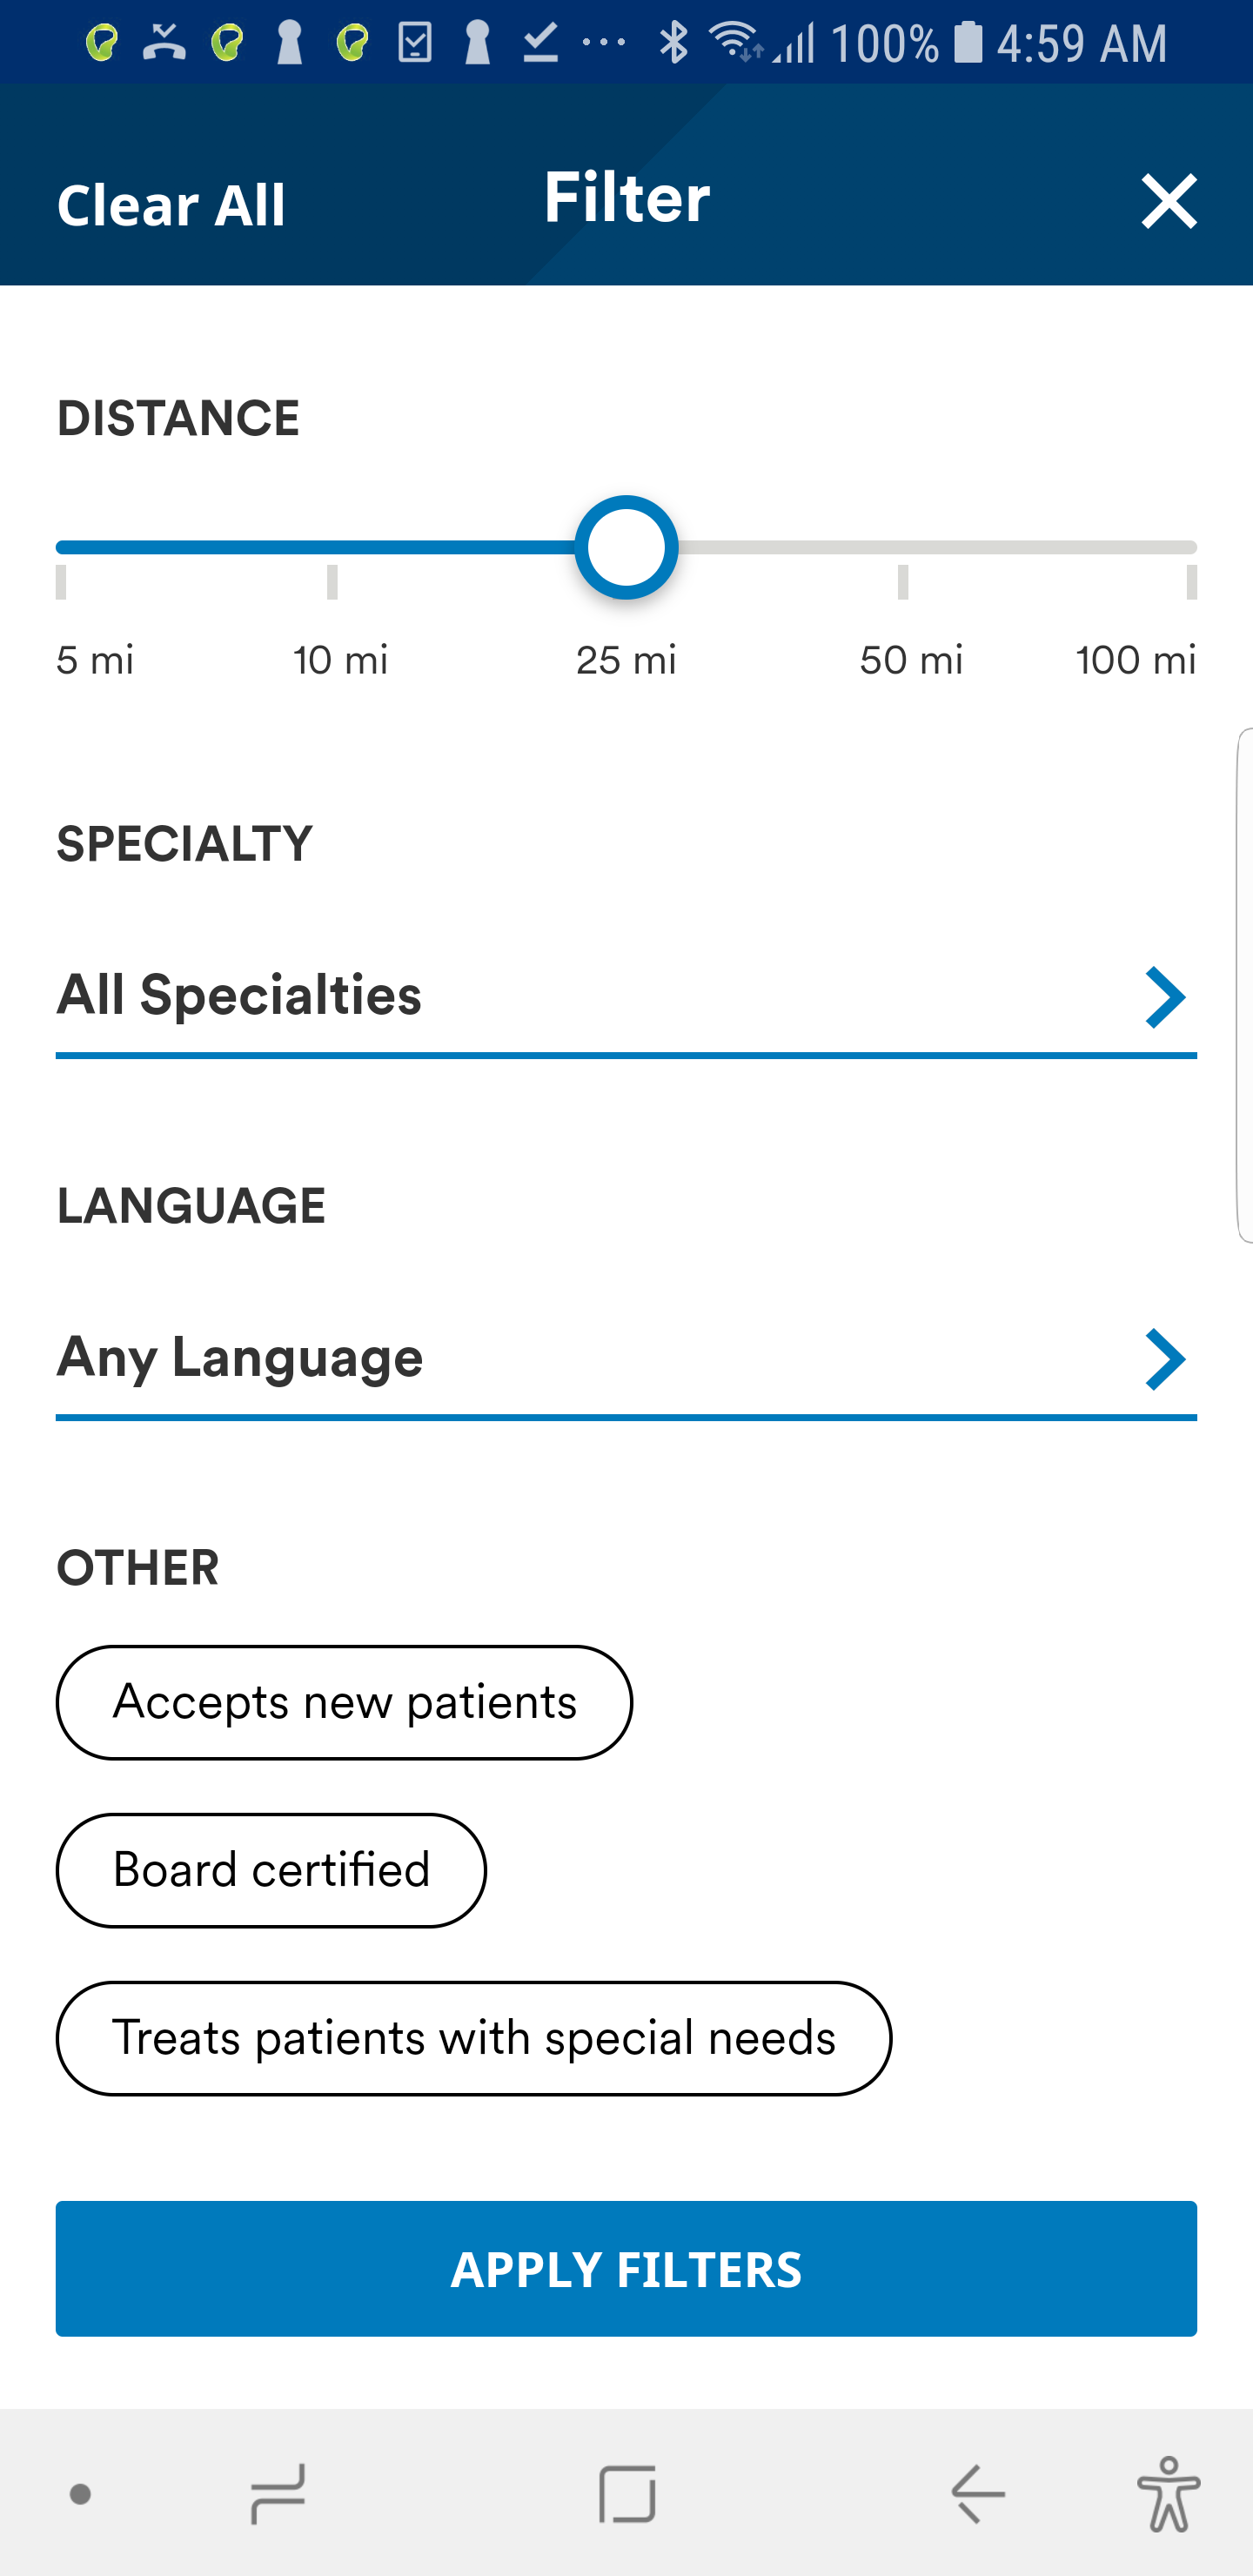 100% 4:59 AM
Clear All Filter
DISTANCE
5 mi 10 mi 25 mi 50 mi 100 mi
SPECIALTY
All Specialties
LANGUAGE
Any Language
OTHER
Accepts new patients
Board certified
Treats patients with special needs
APPLY FILTERS